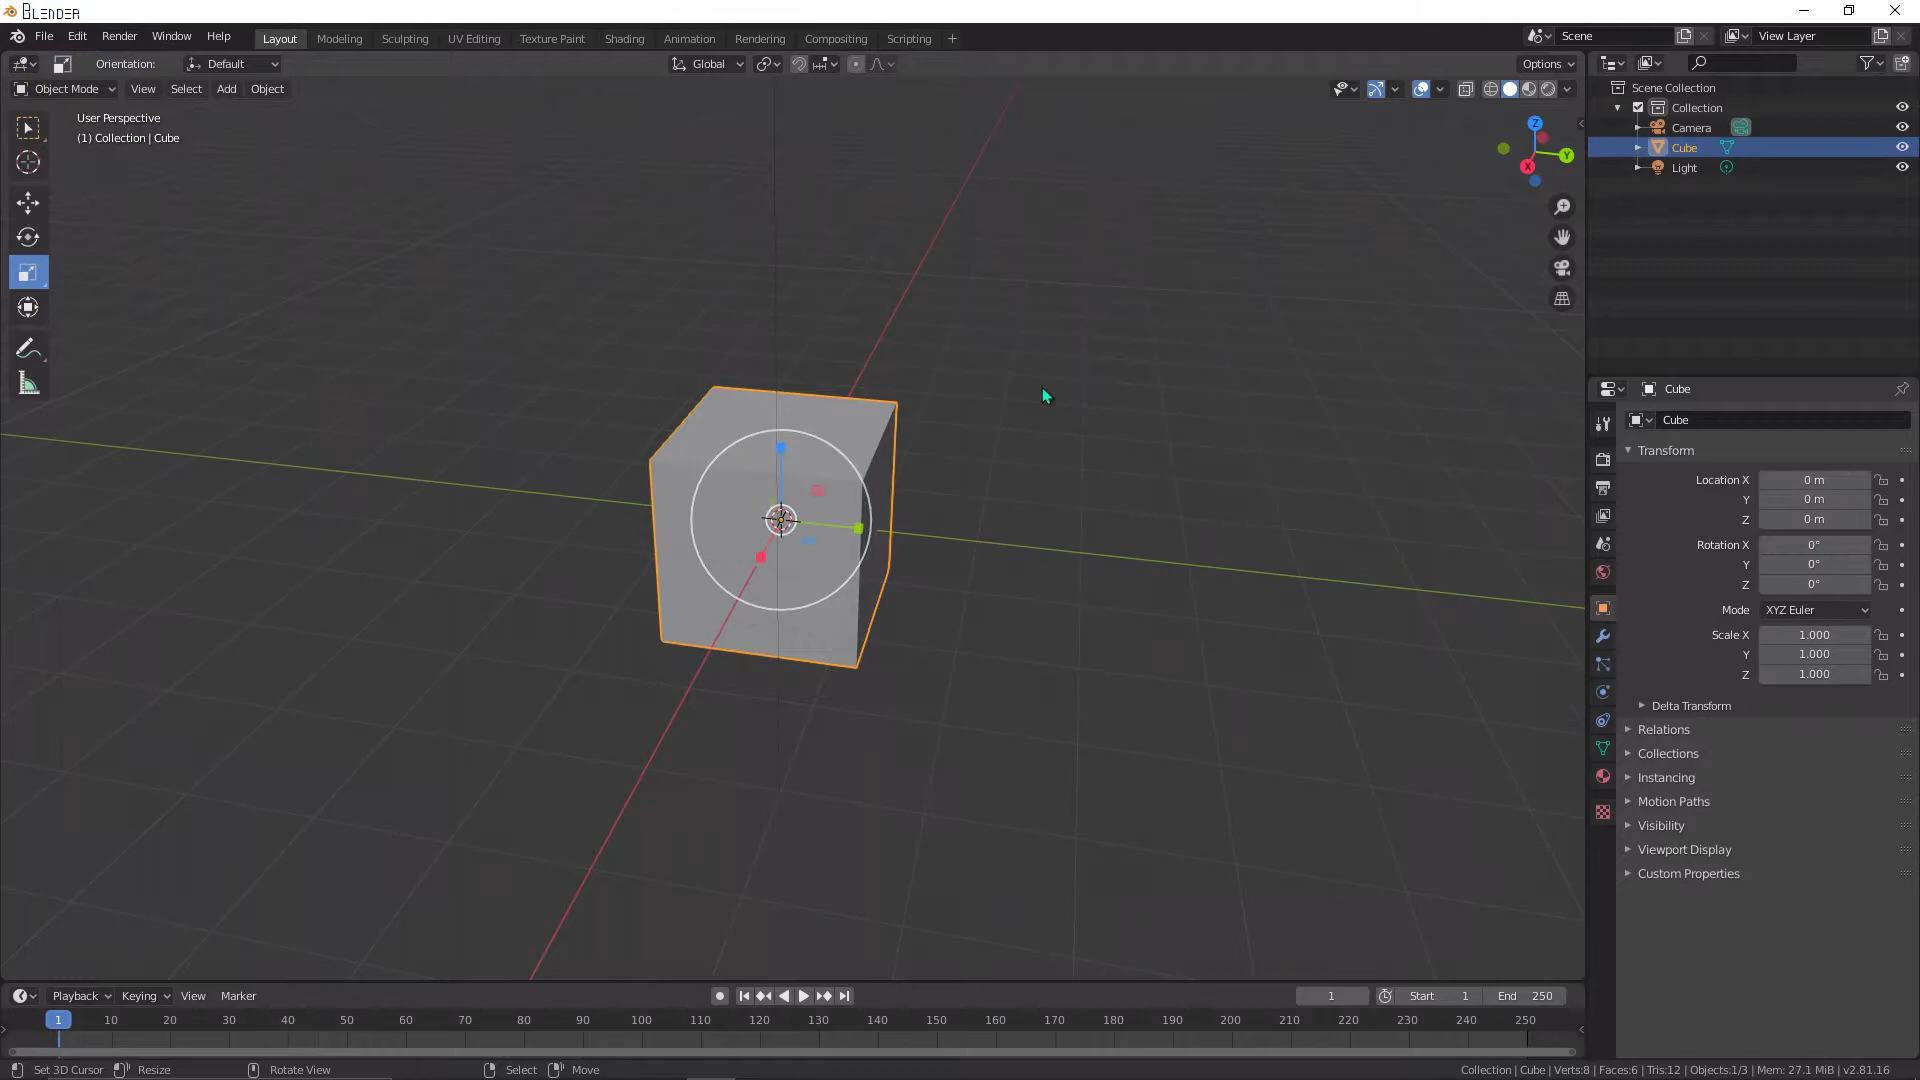 BLENDER
File Edit Render Window Help Layout Modeling Sculpting UV Editing Texture Paint Shading Animation Rendering Compositing Scripting + Scene View Layer
Orientation: Default Global Options
Object Mode View Select Add Object
User Perspective
(1) Collection | Cube
Z
Y
X
Scene Collection
Collection
Camera
Cube
Light
Cube
Cube
Transform
Location X 0 m
Y 0 m
Z 0 m
Rotation X 0°
Y 0°
Z 0°
Mode XYZ Euler
Scale X 1.000
Y 1.000
Z 1.000
Delta Transform
Relations
Collections
Instancing
Motion Paths
Visibility
Viewport Display
Custom Properties
Playback Keying View Marker 1 Start 1 End 250
1 10 20 30 40 50 60 70 80 90 100 110 120 130 140 150 160 170 180 190 200 210 220 230 240 250
Set 3D Cursor Resize Rotate View Select Move Collection | Cube | Verts:8 | Faces:6 | Tris:12 | Objects:1/3 | Mem: 27.1 MiB | v2.81.16